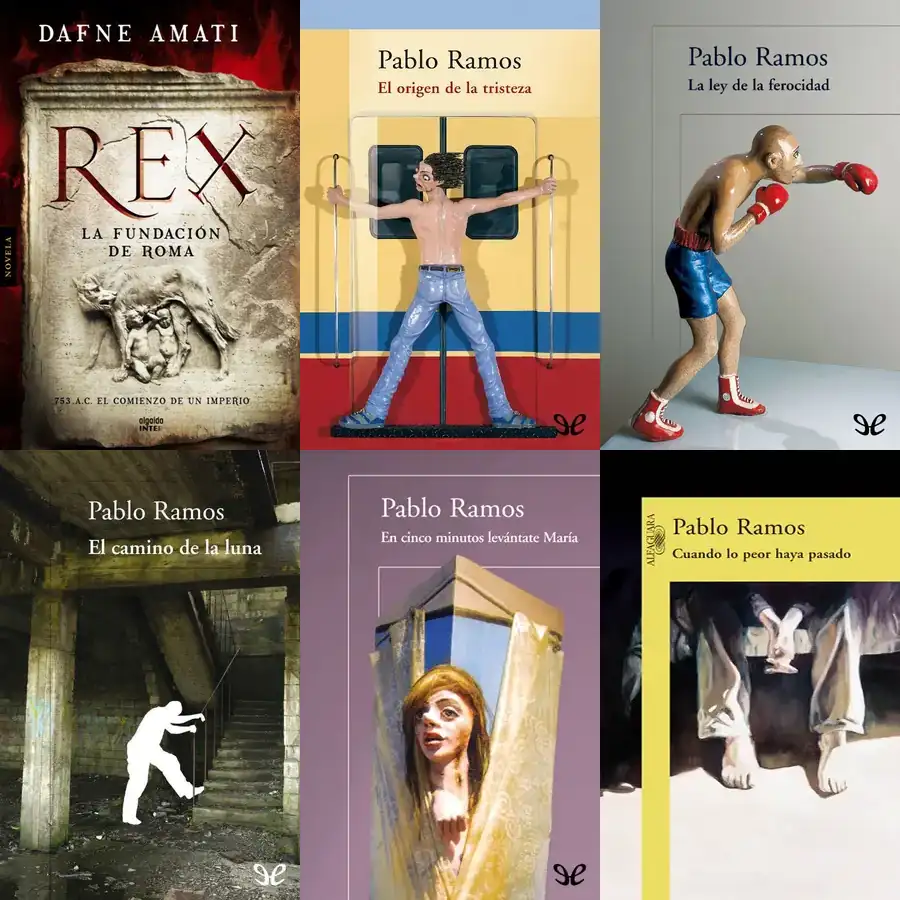 DAFNE AMATI
REX
LA FUNDACIÓN
DE ROMA
NOVELA
753 A.C. EL COMIENZO DE UN IMPERIO
algaida
INTER
Pablo Ramos
El origen de la tristeza
Pablo Ramos
La ley de la ferocidad
Pablo Ramos
El camino de la luna
Pablo Ramos
En cinco minutos levántate María
ALFAGUARA
Pablo Ramos
Cuando lo peor haya pasado